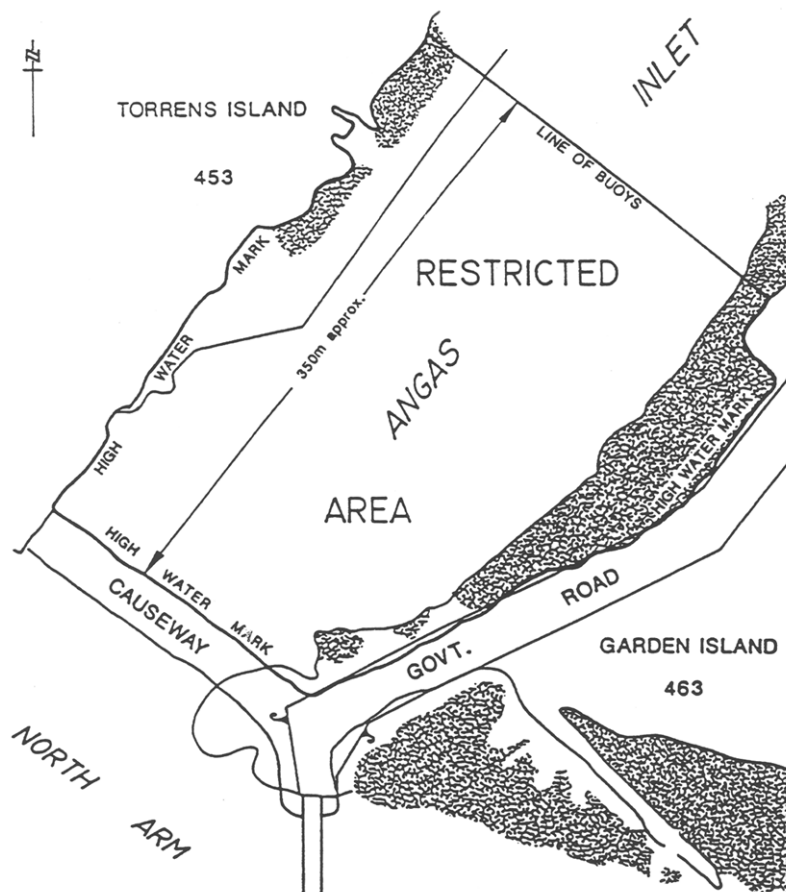 N
INLET
TORRENS ISLAND
453
LINE OF BUOYS
HIGH WATER MARK
RESTRICTED
350m approx.
ANGAS
HIGH WATER MARK
AREA
HIGH WATER MARK
CAUSEWAY
GOVT. ROAD
GARDEN ISLAND
463
NORTH ARM